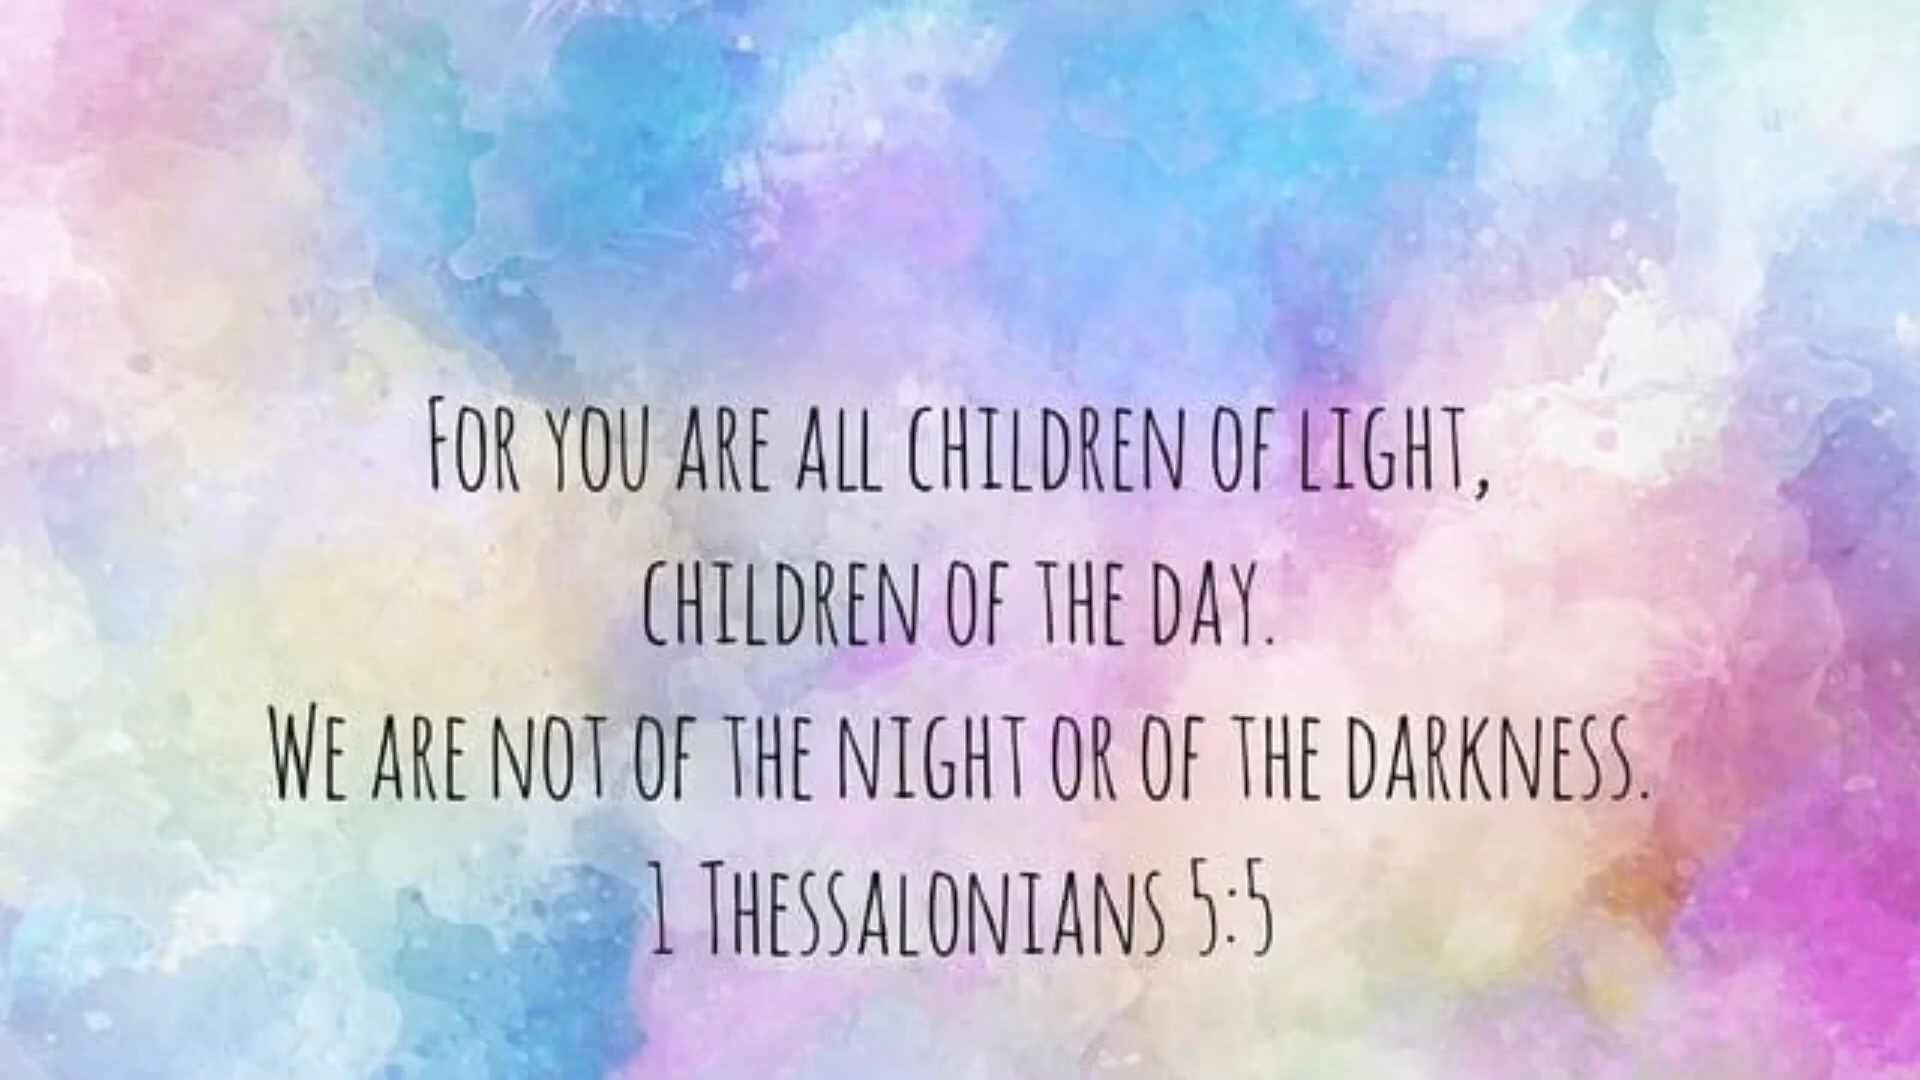 For you are all children of light,
children of the day.
We are not of the night or of the darkness.
1 Thessalonians 5:5